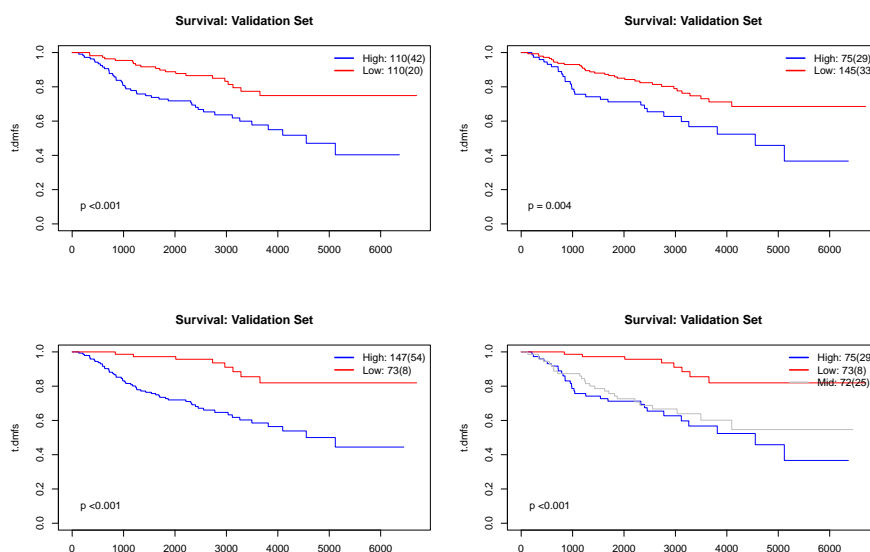 Survival: Validation Set
t.dmfs
1.0
0.8
0.6
0.4
0.2
0.0
High: 110(42)
Low: 110(20)
p <0.001
0 1000 2000 3000 4000 5000 6000
Survival: Validation Set
t.dmfs
1.0
0.8
0.6
0.4
0.2
0.0
High: 75(29)
Low: 145(33
p = 0.004
0 1000 2000 3000 4000 5000 6000
Survival: Validation Set
t.dmfs
1.0
0.8
0.6
0.4
0.2
0.0
High: 147(54)
Low: 73(8)
p <0.001
0 1000 2000 3000 4000 5000 6000
Survival: Validation Set
t.dmfs
1.0
0.8
0.6
0.4
0.2
0.0
High: 75(29
Low: 73(8)
Mid: 72(25)
p <0.001
0 1000 2000 3000 4000 5000 6000